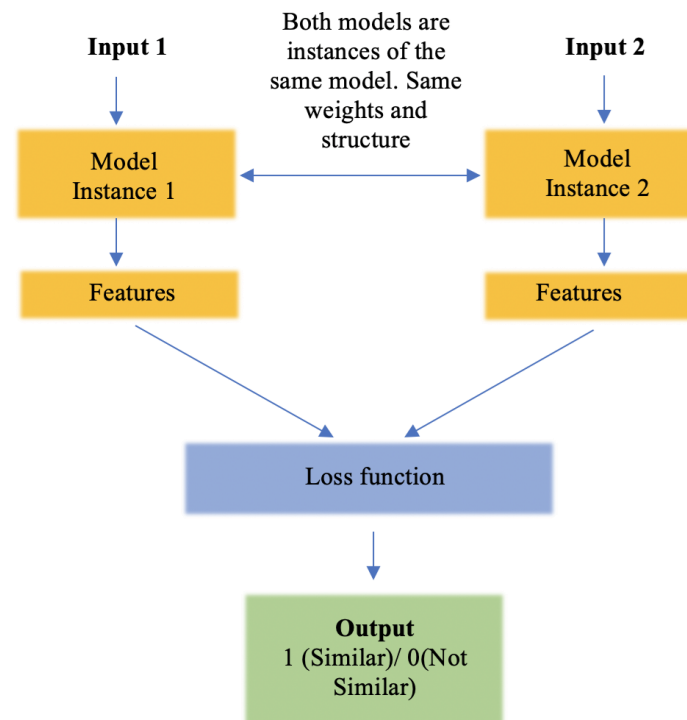 Input 1
Both models are
instances of the
same model. Same
weights and
structure
Input 2
Model
Instance 1
Model
Instance 2
Features
Features
Loss function
Output
1 (Similar)/ 0(Not
Similar)